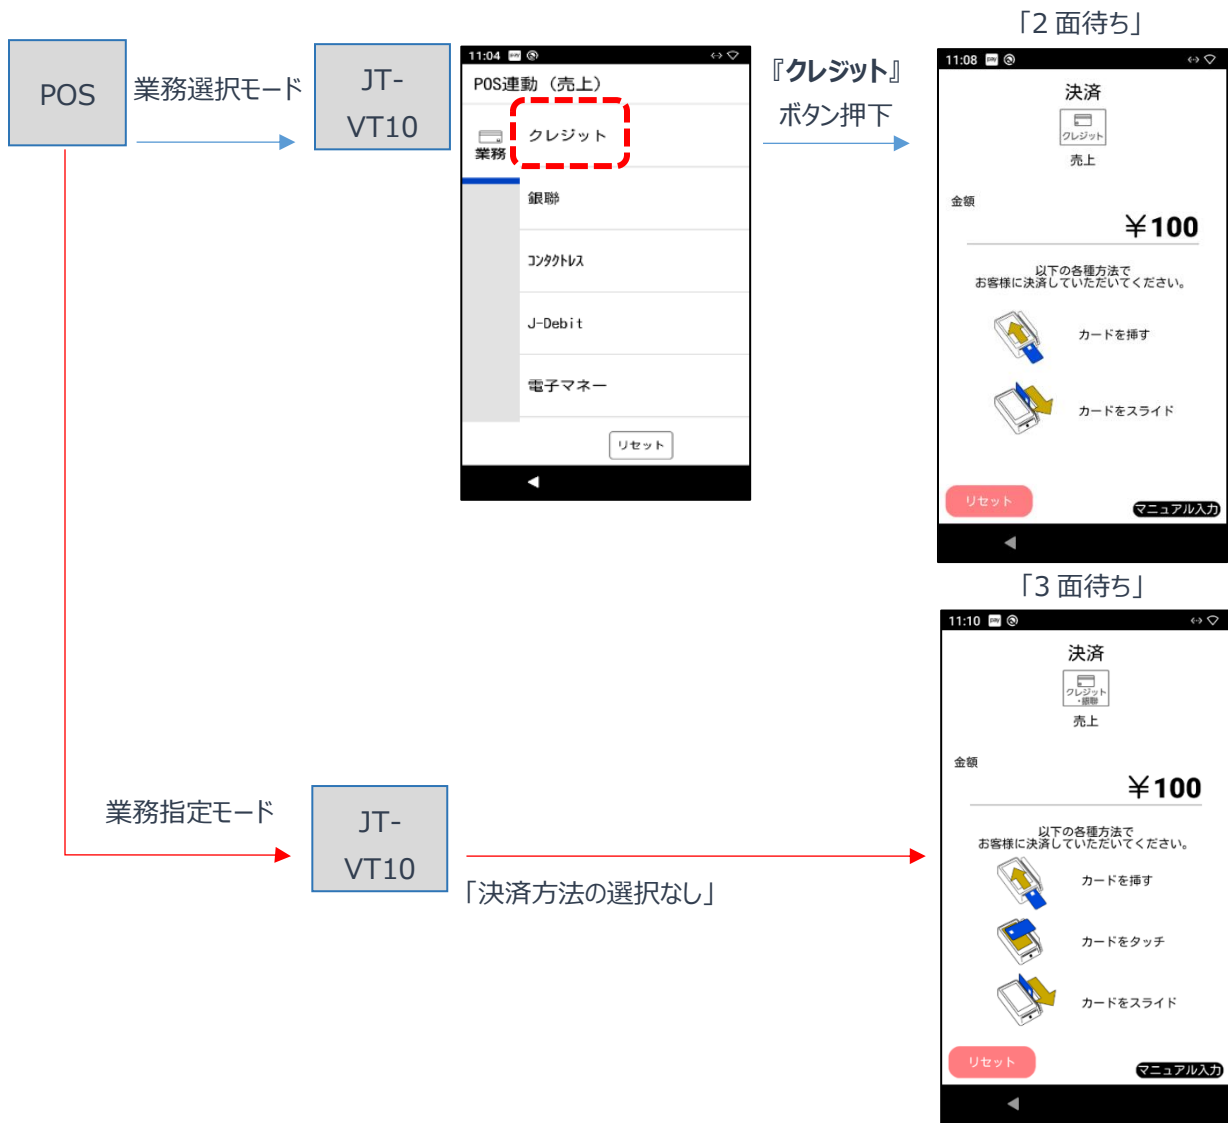 POS
業務選択モード
JT-
VT10
11:04
POS連動（売上）
業務
クレジット
銀聯
コンタクトレス
J-Debit
電子マネー
リセット
『クレジット』
ボタン押下
「2 面待ち」
11:08
決済
クレジット
売上
金額
￥100
以下の各種方法で
お客様に決済していただいてください。
カードを挿す
カードをスライド
リセット
マニュアル入力
業務指定モード
JT-
VT10
「決済方法の選択なし」
「3 面待ち」
11:10
決済
クレジット
・銀聯
売上
金額
￥100
以下の各種方法で
お客様に決済していただいてください。
カードを挿す
カードをタッチ
カードをスライド
リセット
マニュアル入力